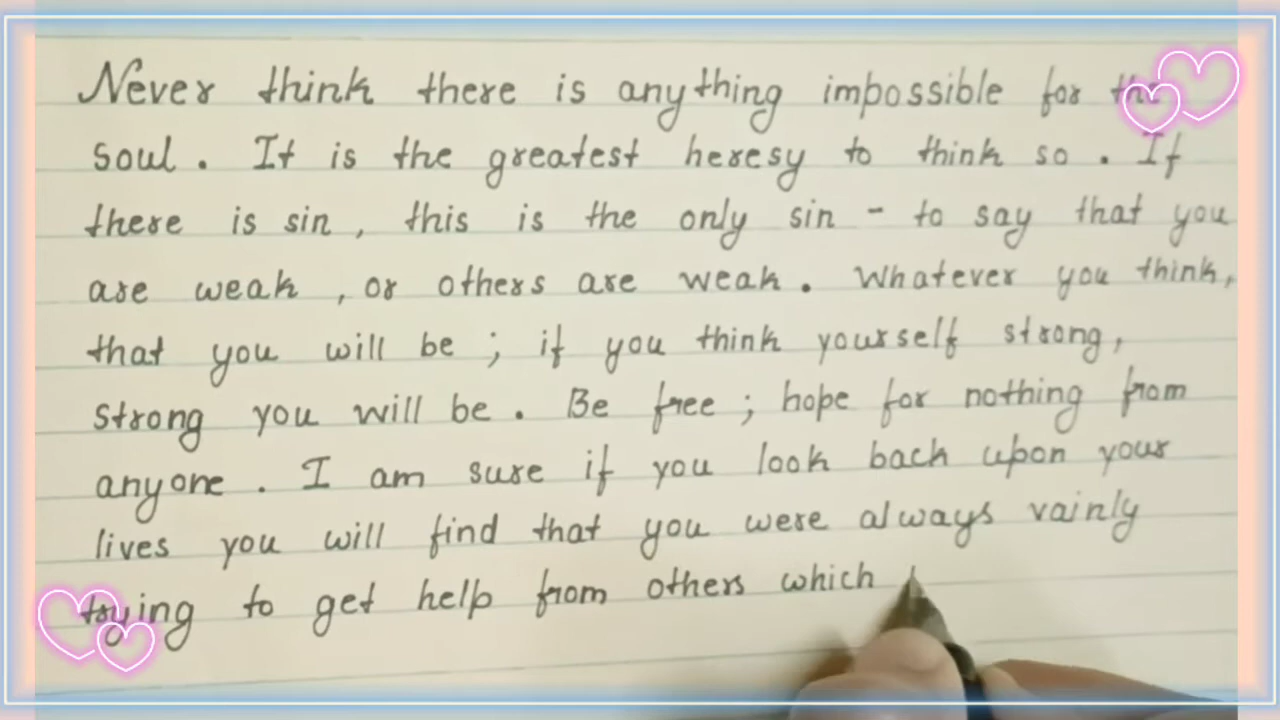 Never think there is anything impossible for the
soul. It is the greatest heresy to think so. If
there is sin, this is the only sin - to say that you
are weak, or others are weak. Whatever you think,
that you will be; if you think yourself strong,
strong you will be. Be free; hope for nothing from
anyone. I am sure if you look back upon your
lives you will find that you were always vainly
trying to get help from others which